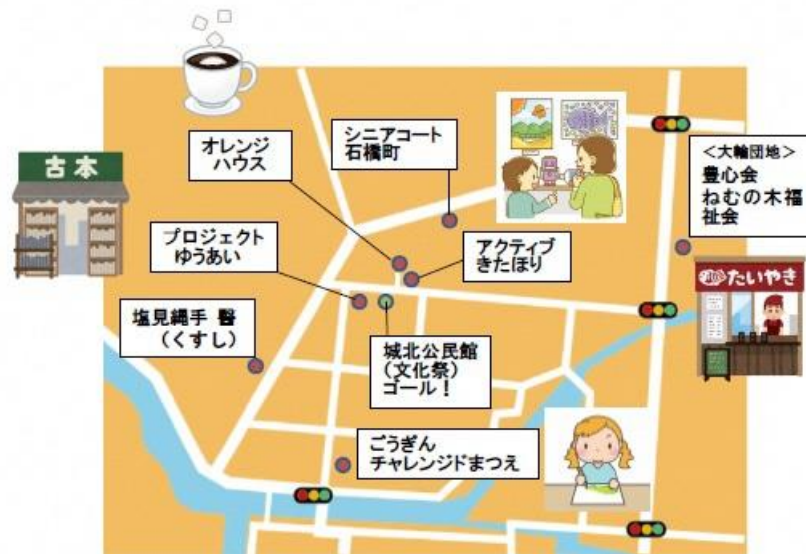 古本
オレンジ
ハウス
シニアコート
石橋町
<大輪団地>
豊心会
ねむの木福
祉会
プロジェクト
ゆうあい
アクティブ
きたほり
たいやき
塩見縄手 醫
(くすし)
城北公民館
(文化祭)
ゴール!
ごうぎん
チャレンジドまつえ